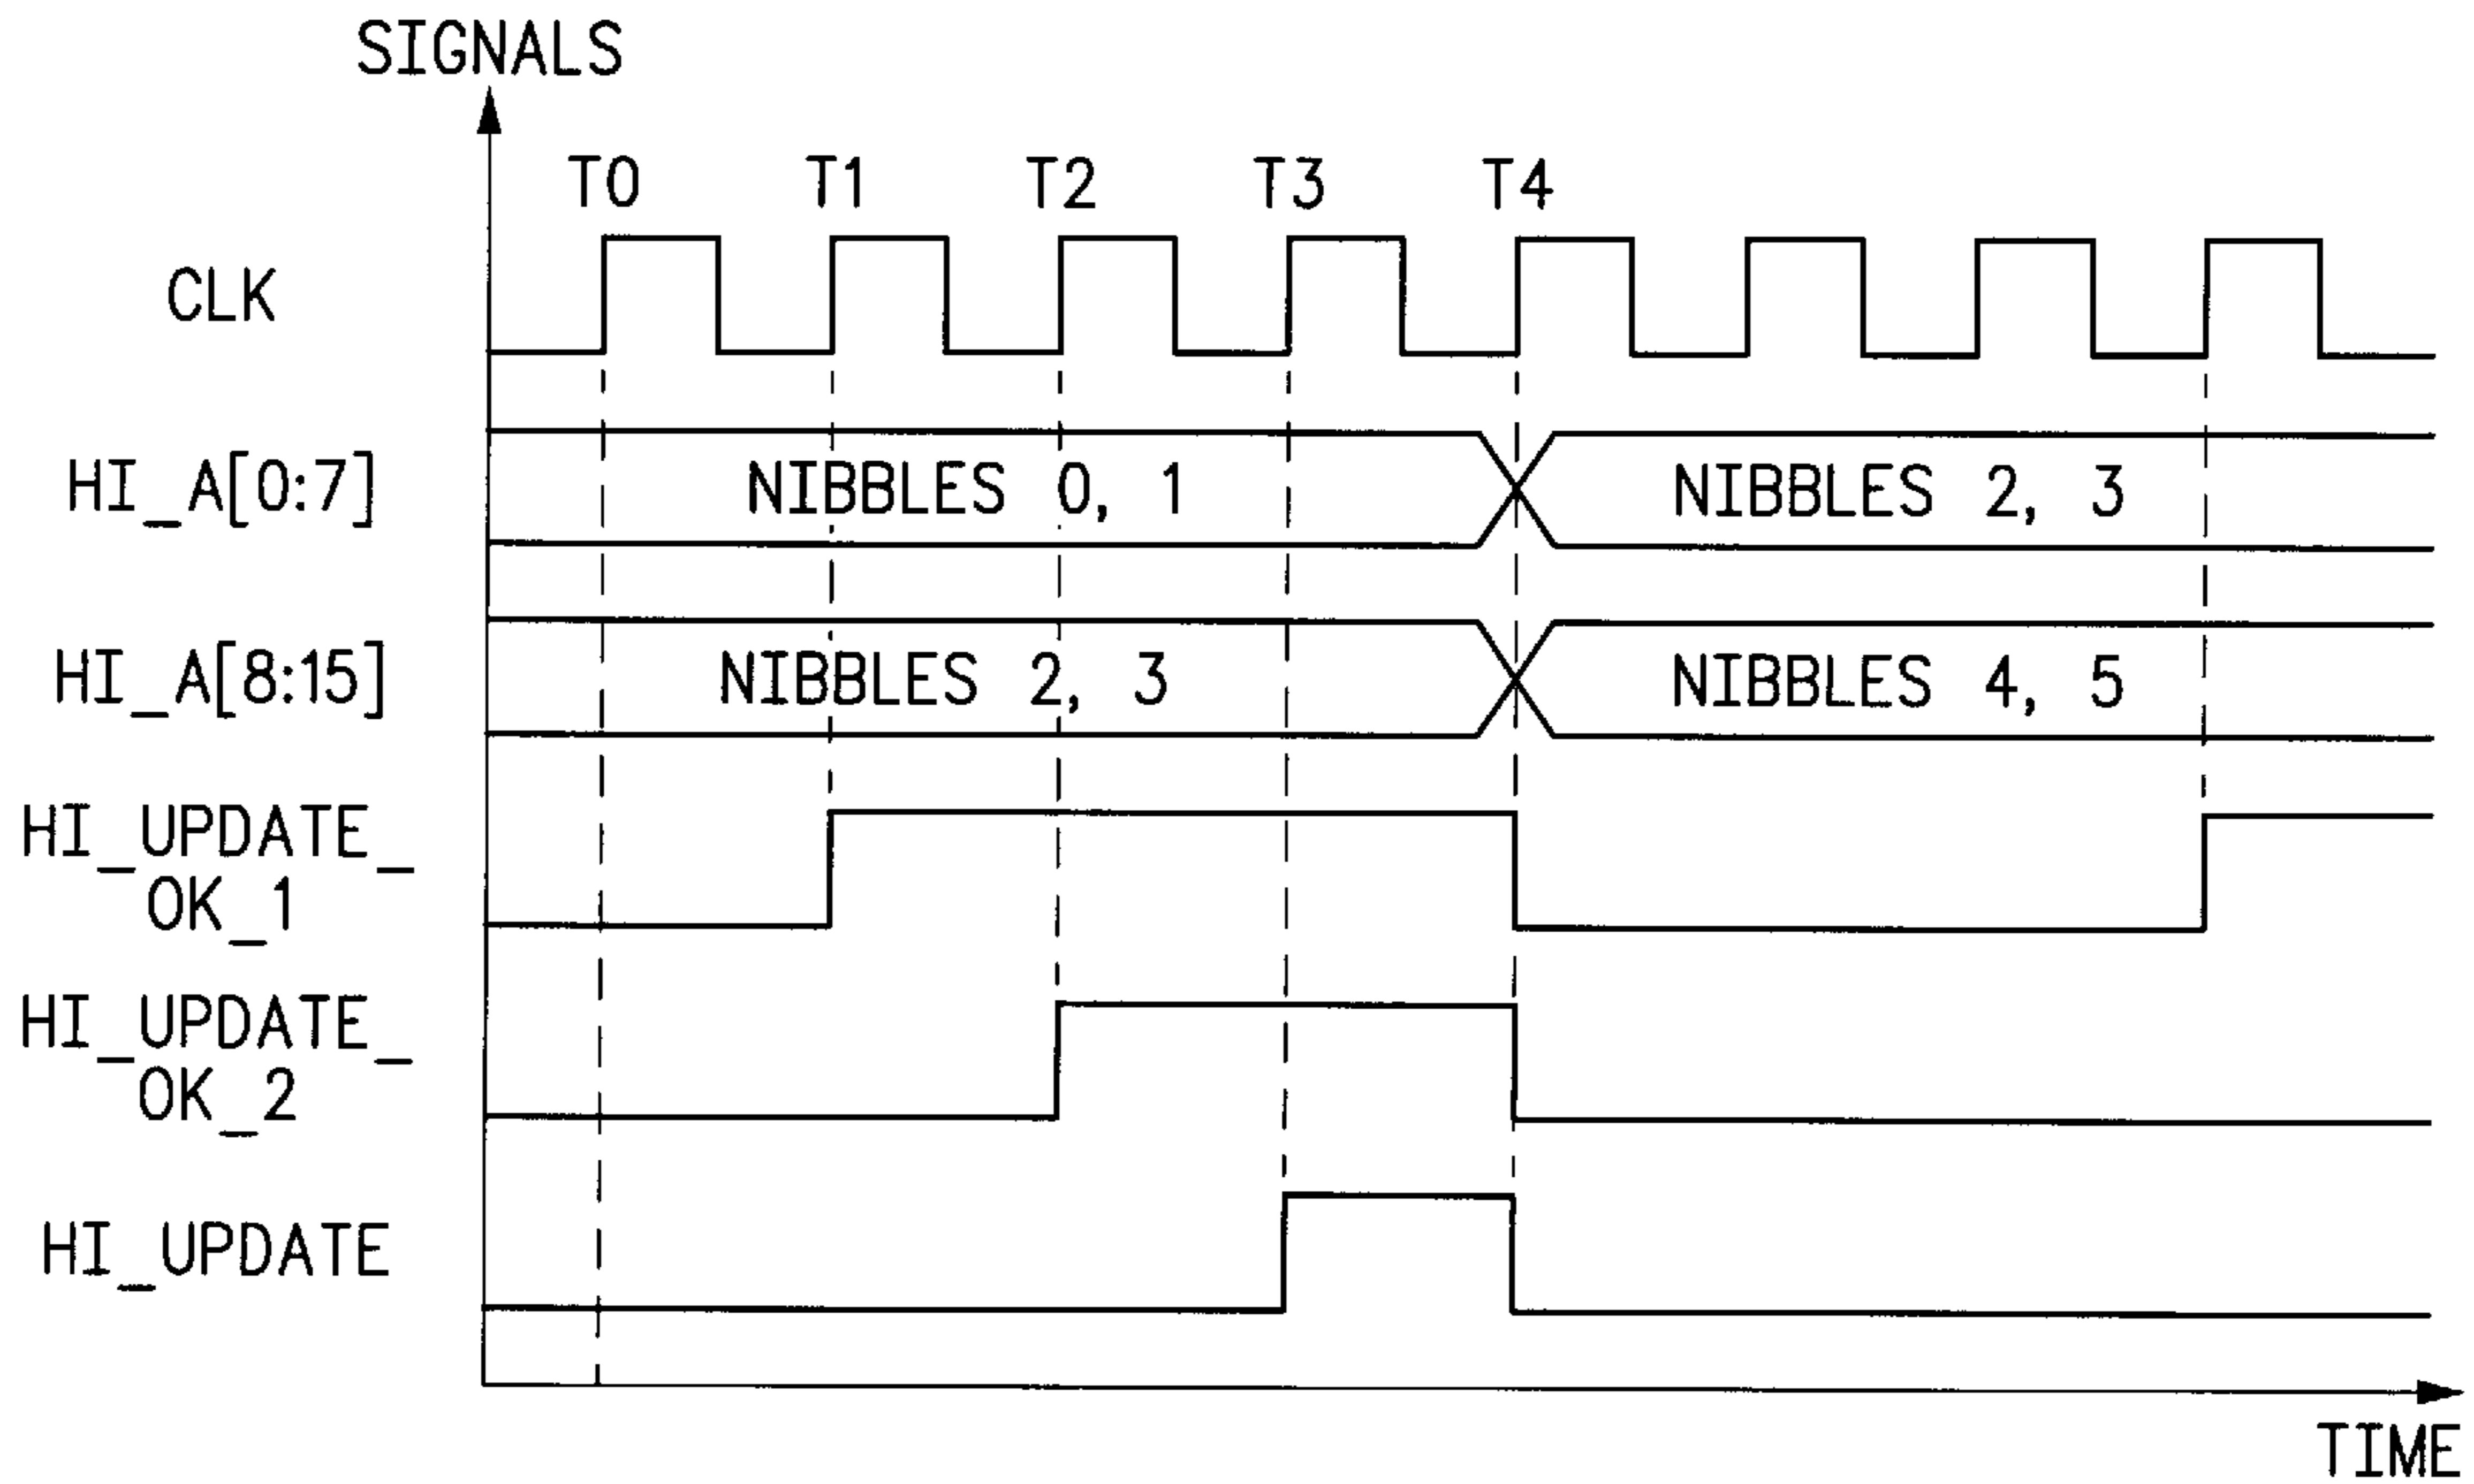 SIGNALS
T0 T1 T2 T3 T4
CLK
HI_A[0:7] NIBBLES 0, 1 NIBBLES 2, 3
HI_A[8:15] NIBBLES 2, 3 NIBBLES 4, 5
HI_UPDATE_
OK_1
HI_UPDATE_
OK_2
HI_UPDATE
TIME